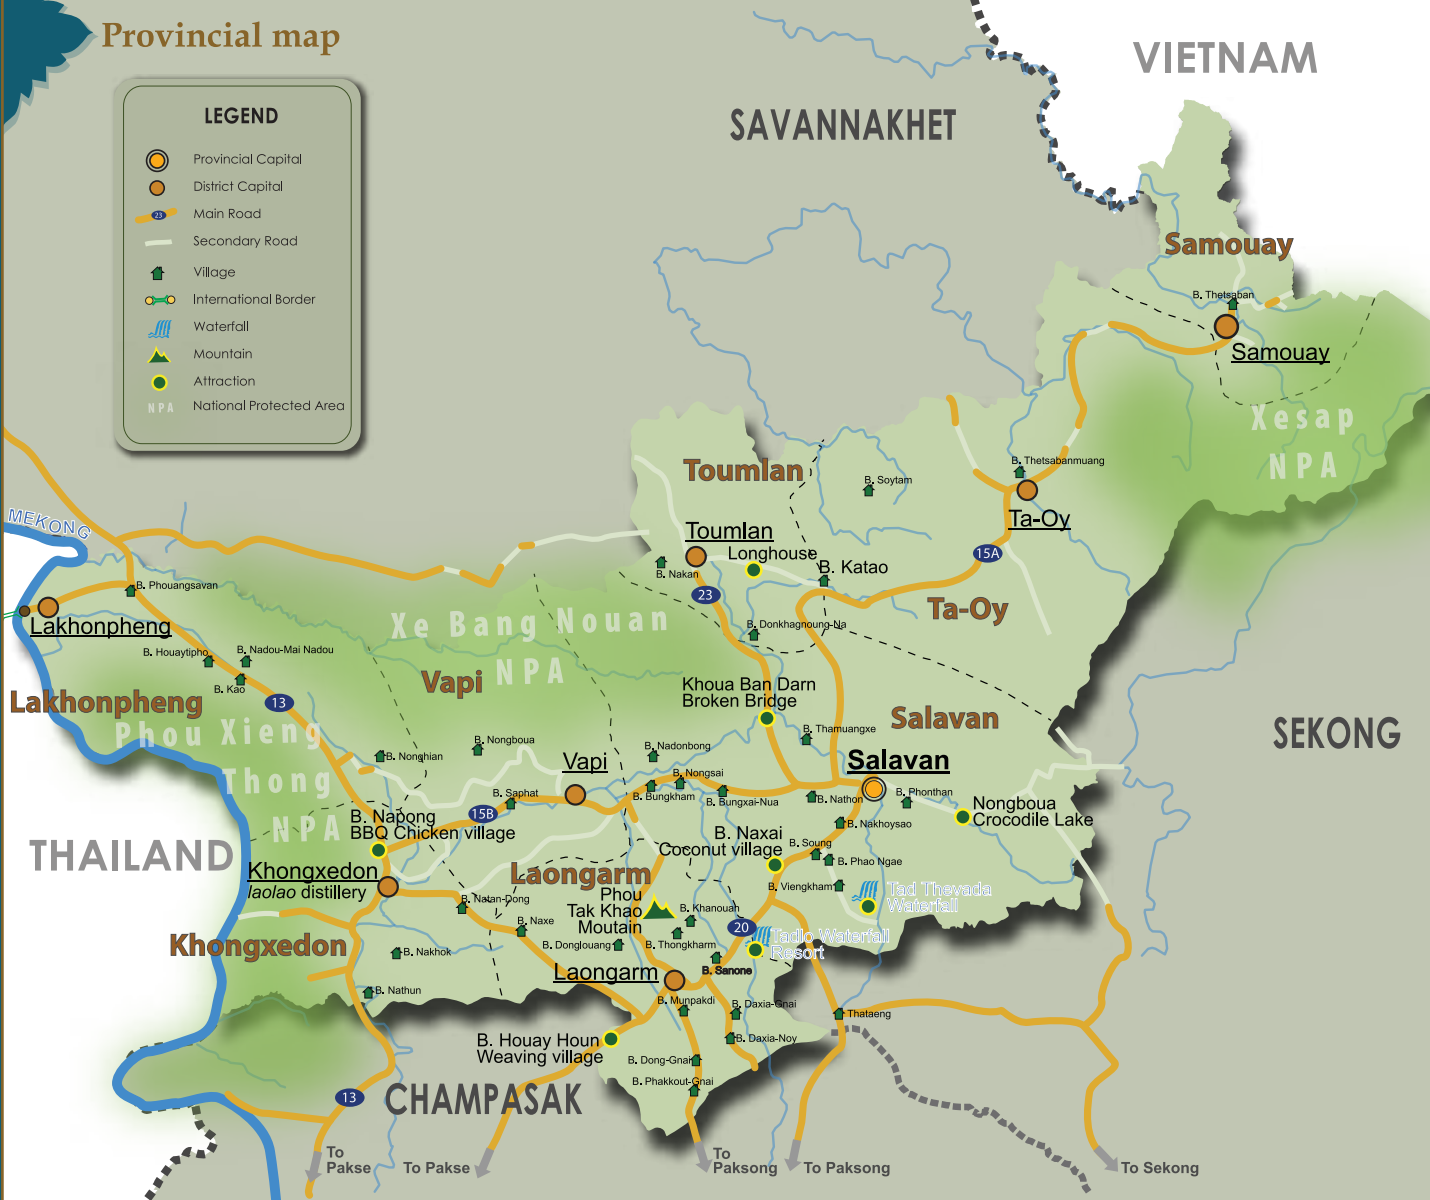 Provincial map
LEGEND
Provincial Capital
District Capital
23
Main Road
Secondary Road
Village
International Border
Waterfall
Mountain
Attraction
NPA
National Protected Area
VIETNAM
SAVANNAKHET
Samouay
B. Thetsaban
Samouay
Xesap
NPA
Toumlan
B. Soytam
B. Thetsabanmuang
Ta-Oy
MEKONG
Toumlan
Longhouse
B. Nakan
B. Katao
15A
23
Ta-Oy
B. Phouangsavan
Lakhonpheng
Xe Bang Nouan
NPA
B. Donkhagnoung-Na
B. Houaytipho
B. Nadou-Mai Nadou
B. Kao
Lakhonpheng
13
Vapi
Khoua Ban Darn
Broken Bridge
Salavan
SEKONG
Phou Xieng
Thong
NPA
B. Nonghian
B. Nongboua
B. Nadonbong
B. Thamuangxe
Vapi
Salavan
B. Saphat
B. Nongsai
B. Bungkham
B. Bungxai-Nua
B. Nathon
B. Phonthan
Nongboua
Crocodile Lake
15B
B. Napong
BBQ Chicken village
B. Nakhoysao
B. Naxai
Coconut village
B. Soung
B. Phao Ngae
THAILAND
Khongxedon
laolao distillery
Laongarm
B. Viengkham
Tad Thevada
Waterfall
Phou
Tak Khao
Moutain
B. Natan-Dong
B. Naxe
B. Khanouan
20
Khongxedon
B. Donglouang
B. Thongkharm
Tadlo Waterfall
Resort
B. Nakhok
Laongarm
B. Sanone
B. Nathun
B. Munpakdi
B. Daxia-Gnai
Thataeng
B. Houay Houn
Weaving village
B. Daxia-Noy
B. Dong-Gnai
B. Phakkout-Gnai
13
CHAMPASAK
To
Pakse
To Pakse
To
Paksong
To Paksong
To Sekong